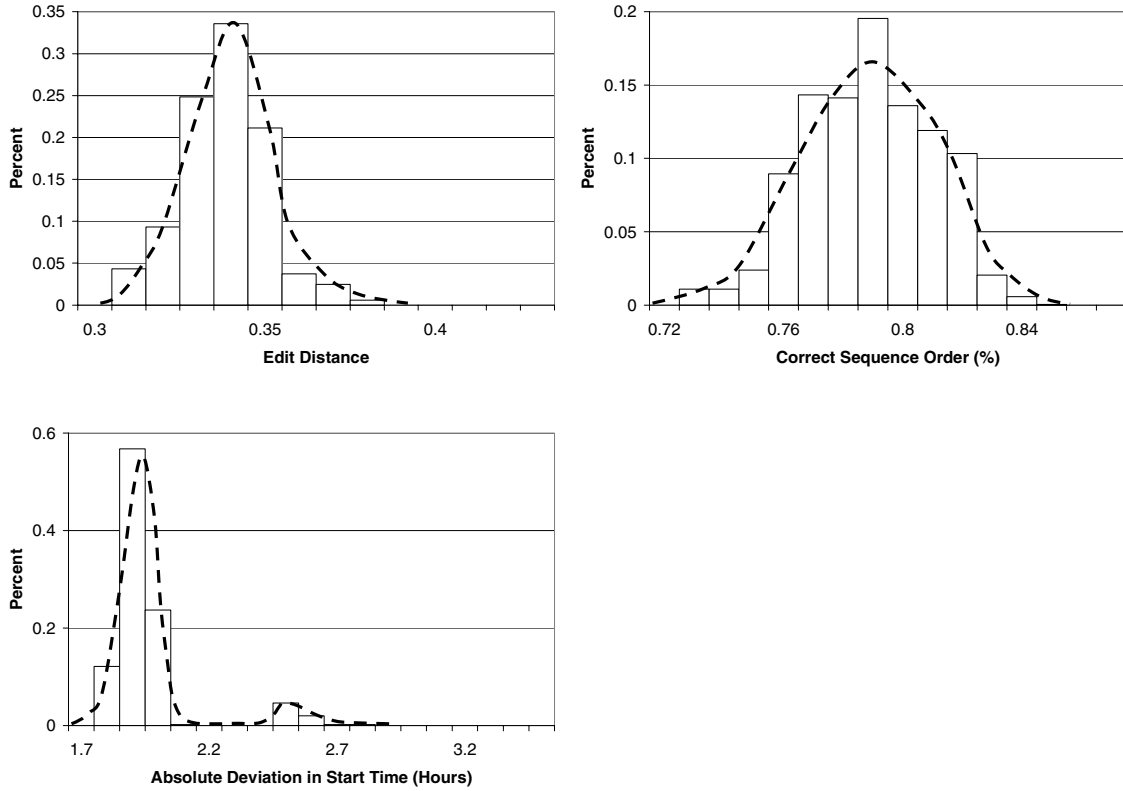 0.35
0.3
0.25
0.2
0.15
0.1
0.05
0
Percent
0.3 0.35 0.4
Edit Distance
0.2
0.15
0.1
0.05
0
Percent
0.72 0.76 0.8 0.84
Correct Sequence Order (%)
0.6
0.4
0.2
0
Percent
1.7 2.2 2.7 3.2
Absolute Deviation in Start Time (Hours)